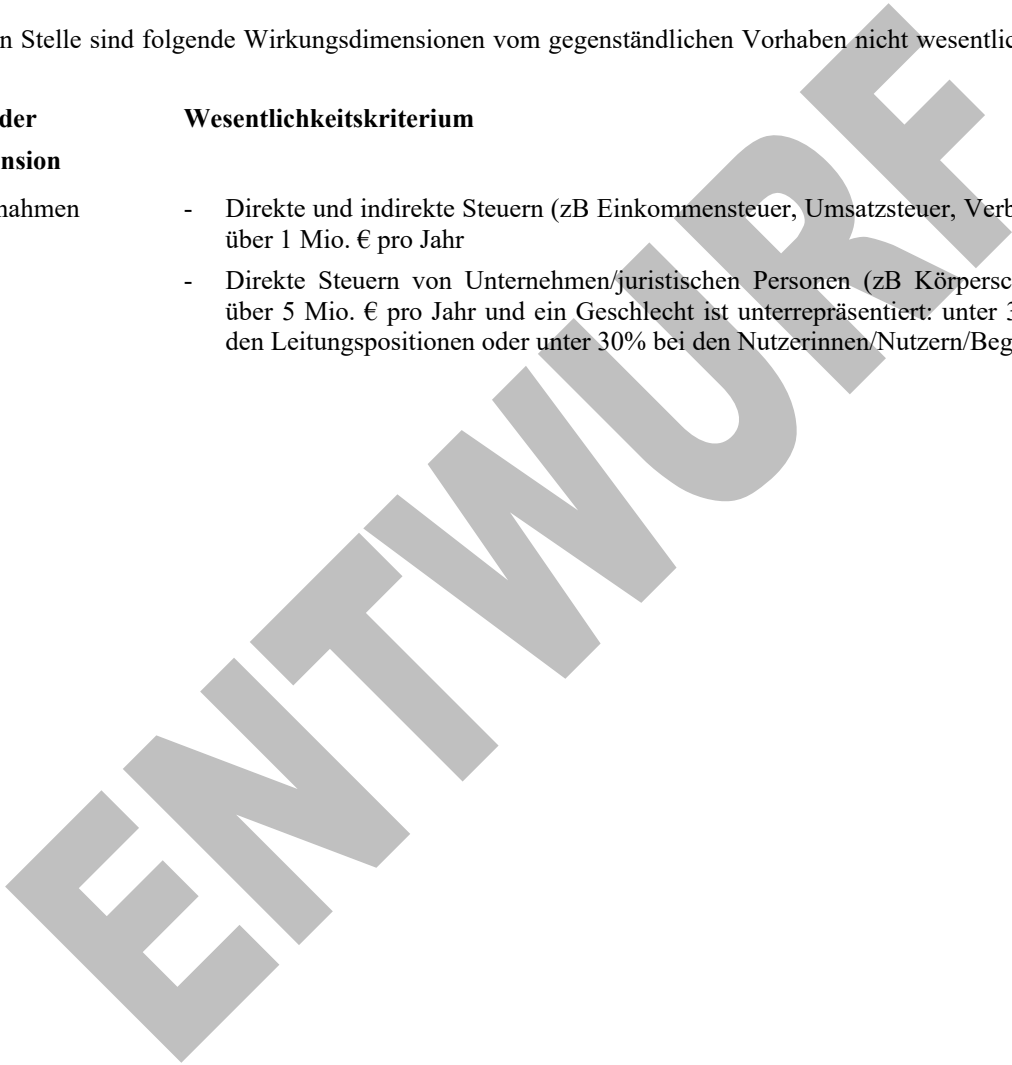 n Stelle sind folgende Wirkungsdimensionen vom gegenständlichen Vorhaben nicht wesentlic
der Wesentlichkeitskriterium
nsion
nahmen - Direkte und indirekte Steuern (zB Einkommensteuer, Umsatzsteuer, Verb
über 1 Mio. € pro Jahr
- Direkte Steuern von Unternehmen/juristischen Personen (zB Körpersc
über 5 Mio. € pro Jahr und ein Geschlecht ist unterrepräsentiert: unter 3
den Leitungspositionen oder unter 30% bei den Nutzerinnen/Nutzern/Beg
ENTWURF